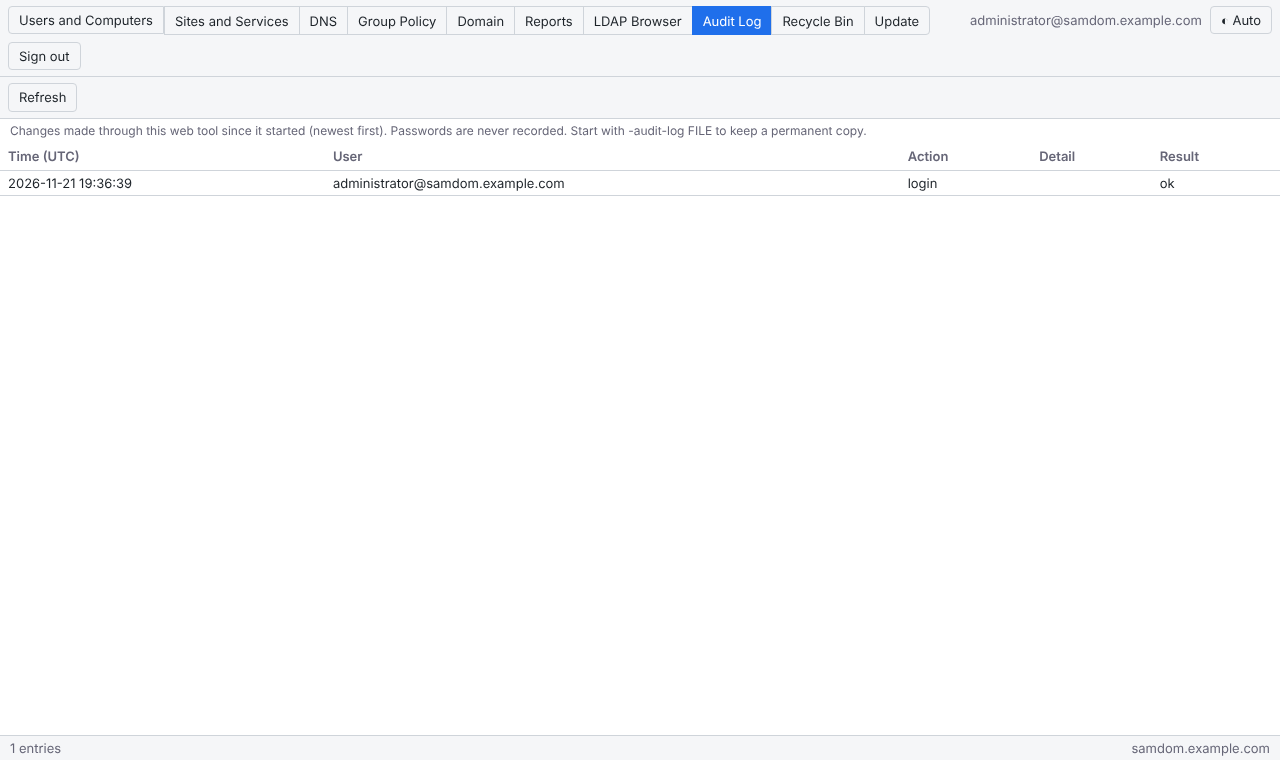 Users and Computers Sites and Services DNS Group Policy Domain Reports LDAP Browser Audit Log Recycle Bin Update administrator@samdom.example.com Auto
Sign out
Refresh
Changes made through this web tool since it started (newest first). Passwords are never recorded. Start with -audit-log FILE to keep a permanent copy.
Time (UTC) User Action Detail Result
2026-11-21 19:36:39 administrator@samdom.example.com login ok
1 entries samdom.example.com